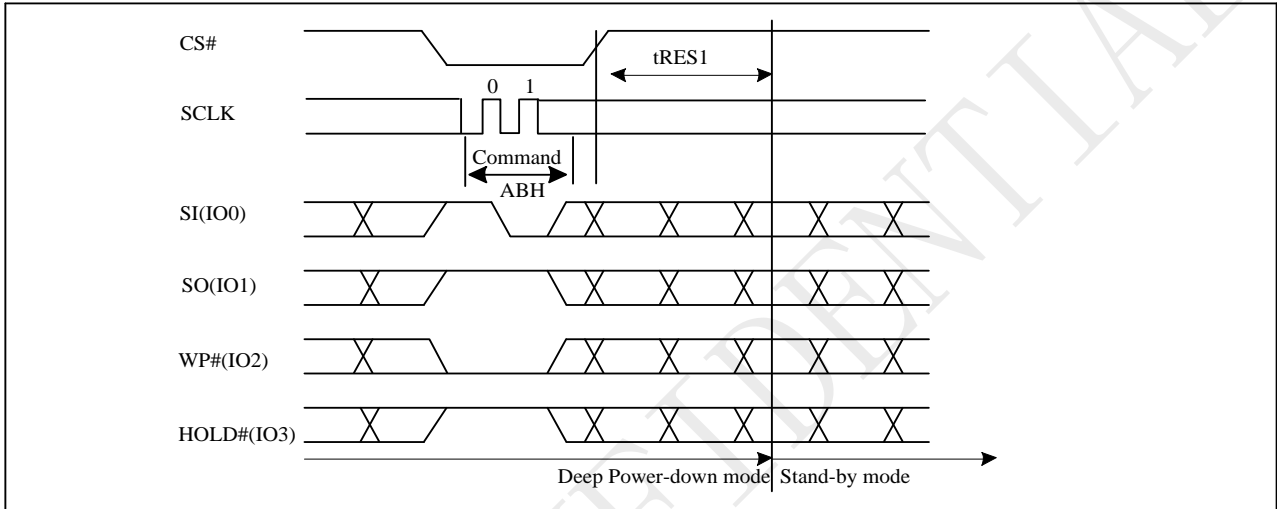 CS#
tRES1
0 1
SCLK
Command
ABH
SI(IO0)
SO(IO1)
WP#(IO2)
HOLD#(IO3)
Deep Power-down mode Stand-by mode